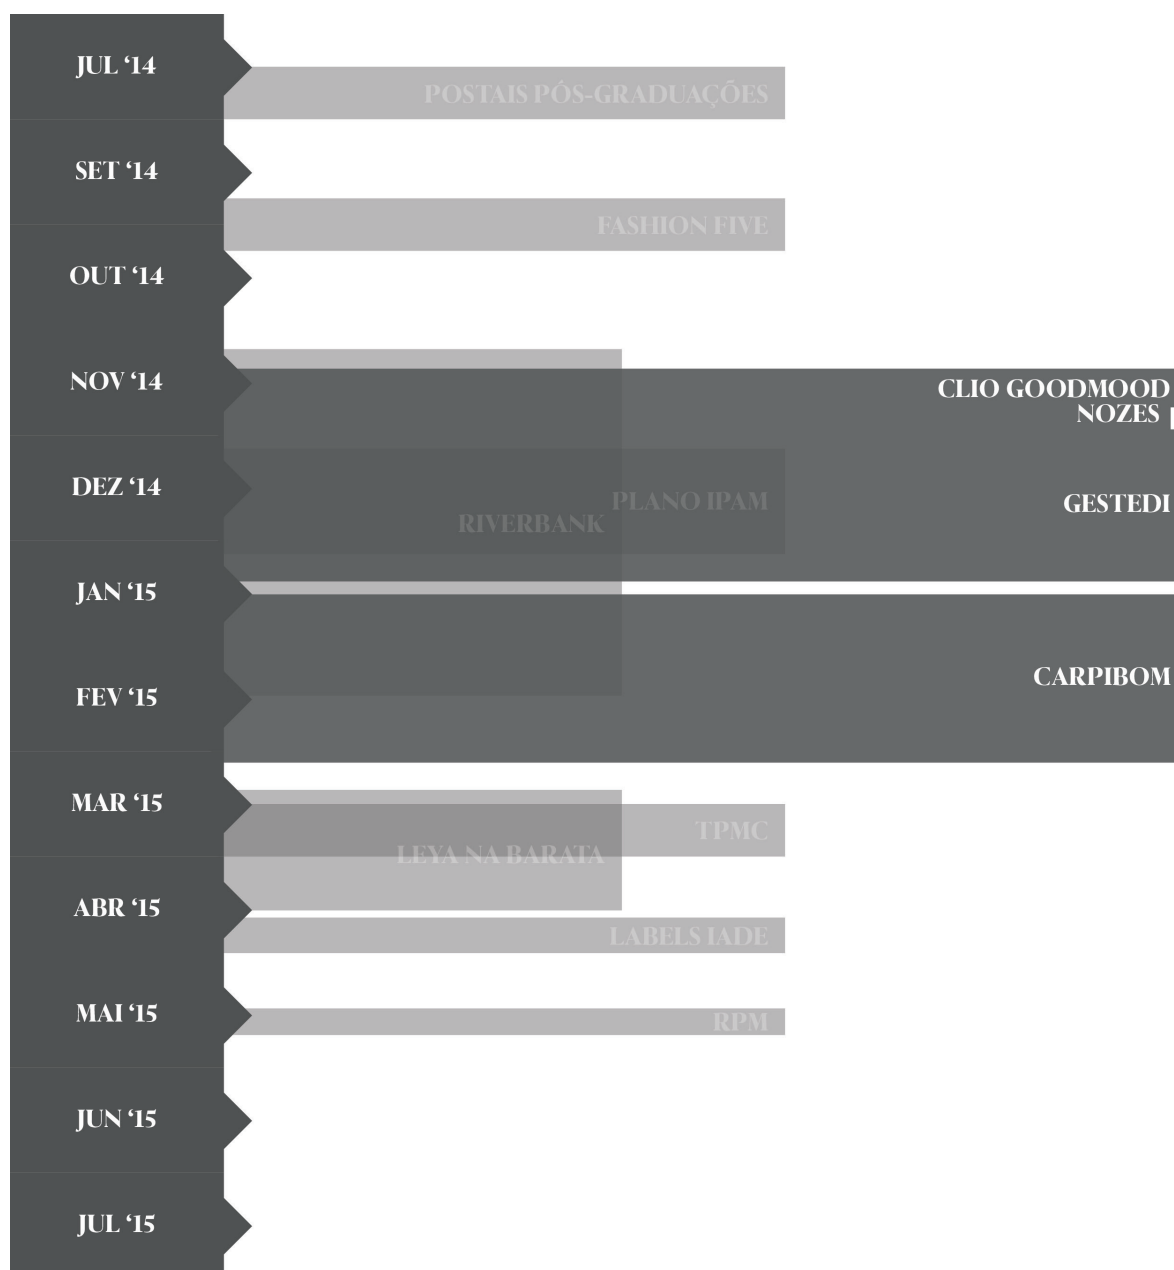 JUL ‘14
POSTAIS PÓS-GRADUAÇÕES
SET ‘14
FASHION FIVE
OUT ‘14
NOV ‘14
CLIO GOODMOOD
NOZES
DEZ ‘14
PLANO IPAM
GESTEDI
RIVERBANK
JAN ‘15
CARPIBOM
FEV ‘15
MAR ‘15
TPMC
LEYA NA BARATA
ABR ‘15
LABELS IADE
MAI ‘15
RPM
JUN ‘15
JUL ‘15